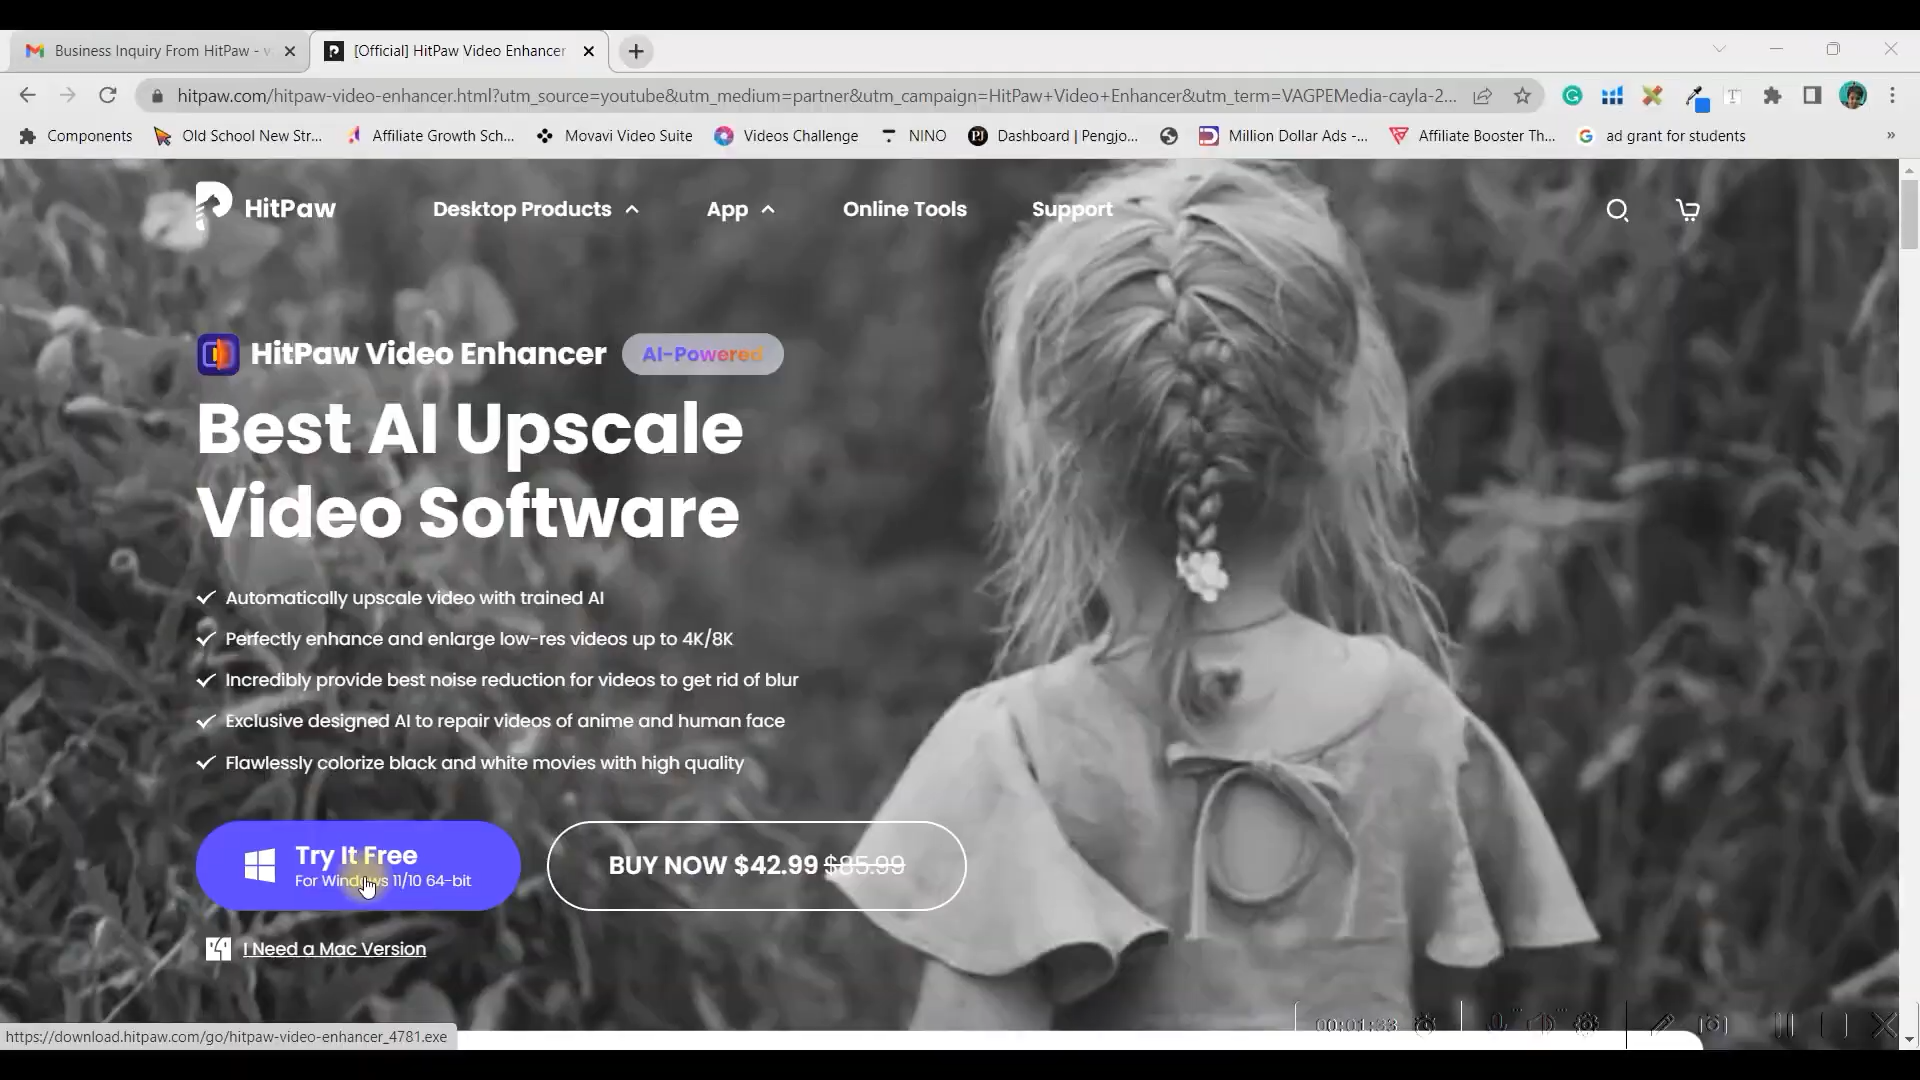 Business Inquiry From HitPaw - v
[Official] HitPaw Video Enhancer
hitpaw.com/hitpaw-video-enhancer.html?utm_source=youtube&utm_medium=partner&utm_campaign=HitPaw+Video+Enhancer&utm_term=VAGPEMedia-cayla-2...
Components
Old School New Str...
Affiliate Growth Sch...
Movavi Video Suite
Videos Challenge
NINO
Dashboard | Pengjo...
Million Dollar Ads -...
Affiliate Booster Th...
ad grant for students
»
HitPaw
Desktop Products
App
Online Tools
Support
HitPaw Video Enhancer
AI-Powered
Best AI Upscale
Video Software
Automatically upscale video with trained AI
Perfectly enhance and enlarge low-res videos up to 4K/8K
Incredibly provide best noise reduction for videos to get rid of blur
Exclusive designed AI to repair videos of anime and human face
Flawlessly colorize black and white movies with high quality
Try It Free
For Windows 11/10 64-bit
BUY NOW $42.99 $85.99
I Need a Mac Version
00:01:33
https://download.hitpaw.com/go/hitpaw-video-enhancer_4781.exe